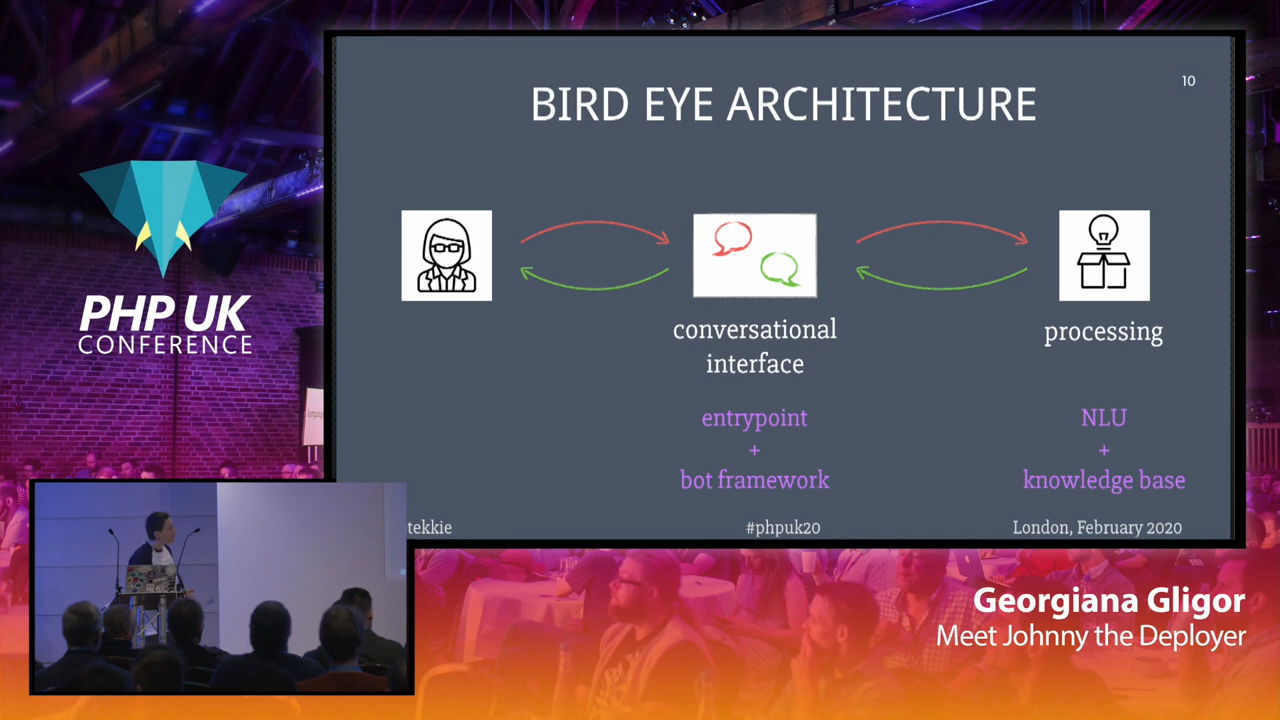 BIRD EYE ARCHITECTURE
10
PHP UK
CONFERENCE
conversational
interface
processing
entrypoint
+
bot framework
NLU
+
knowledge base
tekkie
#phpuk20
London, February 2020
Georgiana Gligor
Meet Johnny the Deployer